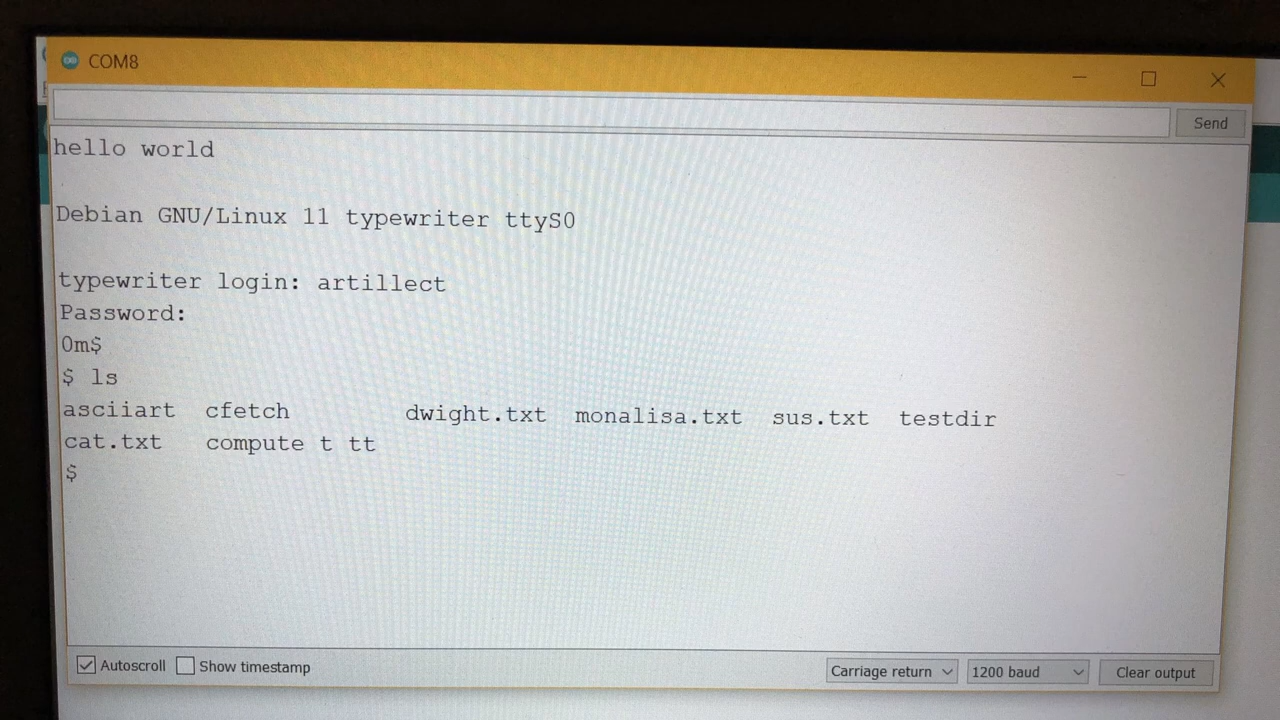 COM8
Send
hello world
Debian GNU/Linux 11 typewriter ttyS0
typewriter login: artillect
Password:
0m$
$ ls
asciiart cfetch dwight.txt monalisa.txt sus.txt testdir
cat.txt compute t tt
$
Autoscroll Show timestamp Carriage return 1200 baud Clear output